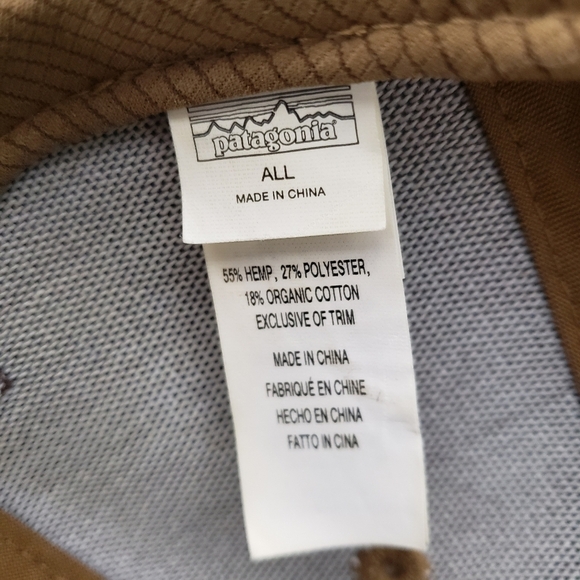 patagonia
ALL
MADE IN CHINA
55% HEMP, 27% POLYESTER,
18% ORGANIC COTTON
EXCLUSIVE OF TRIM
MADE IN CHINA
FABRIQUÉ EN CHINE
HECHO EN CHINA
FATTO IN CINA